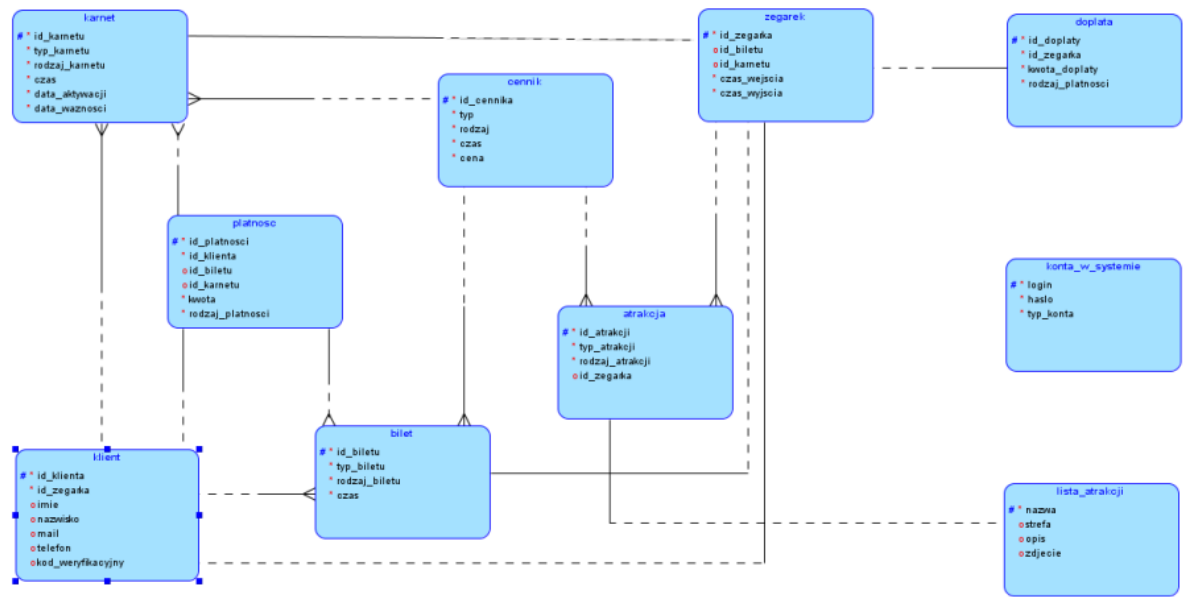 karnet
# * id_karnetu
* typ_karnetu
* rodzaj_karnetu
* czas
* data_aktywacji
* data_waznosci
zegarek
# * id_zegarka
o id_biletu
o id_karnetu
* czas_wejscia
* czas_wyjscia
doplata
# * id_doplaty
* id_zegarka
* kwota_doplaty
* rodzaj_platnosci
cennik
# * id_cennika
* typ
* rodzaj
* czas
* cena
platnosc
# * id_platnosci
* id_klienta
o id_biletu
o id_karnetu
* kwota
* rodzaj_platnosci
konta_w_systemie
# * login
* haslo
* typ_konta
atrakcja
# * id_atrakcji
* typ_atrakcji
* rodzaj_atrakcji
o id_zegarka
klient
# * id_klienta
* id_zegarka
o imie
o nazwisko
o mail
o telefon
o kod_weryfikacyjny
bilet
# * id_biletu
* typ_biletu
* rodzaj_biletu
* czas
lista_atrakcji
# * nazwa
o strefa
o opis
o zdjecie